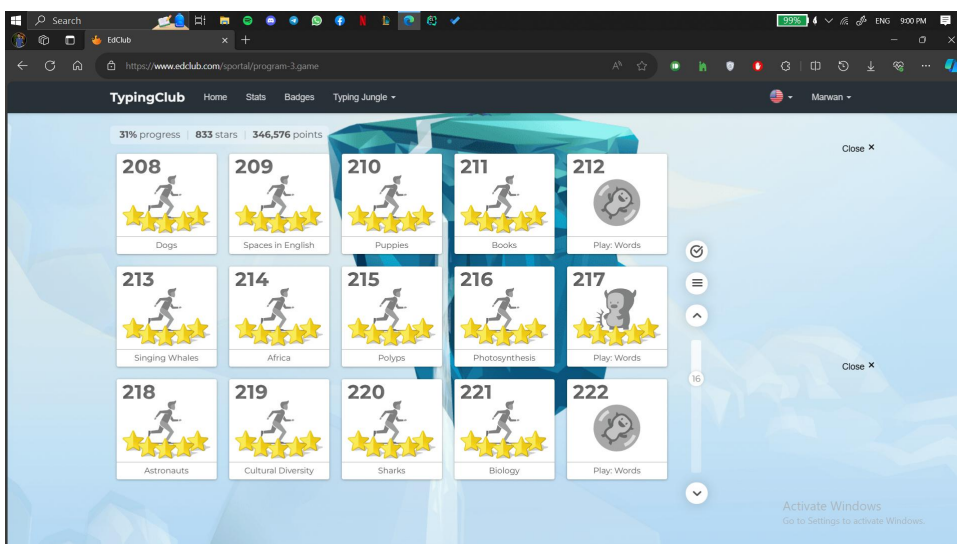 Search
99%
ENG
9:00 PM
EdClub
https://www.edclub.com/sportal/program-3.game
TypingClub Home Stats Badges Typing Jungle
Marwan
31% progress 833 stars 346,576 points
Close ×
208 209 210 211 212
Dogs Spaces in English Puppies Books Play: Words
213 214 215 216 217
Singing Whales Africa Polyps Photosynthesis Play: Words
Close ×
16
218 219 220 221 222
Astronauts Cultural Diversity Sharks Biology Play: Words
Activate Windows
Go to Settings to activate Windows.